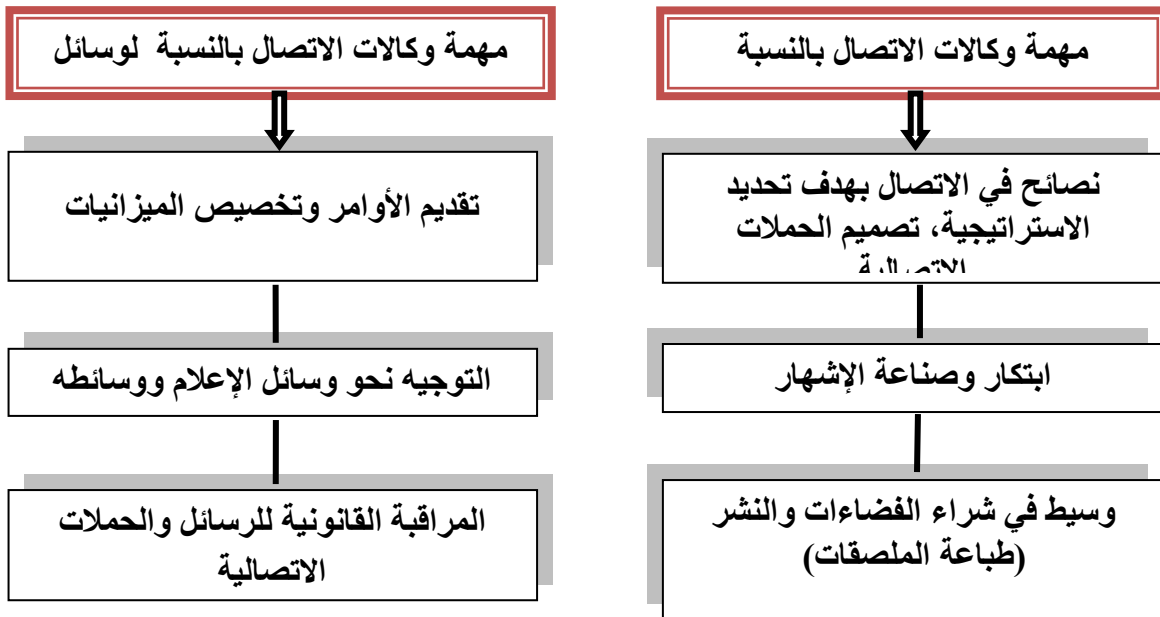 مهمة وكالات الاتصال بالنسبة
نصائح في الاتصال بهدف تحديد
الاستراتيجية، تصميم الحملات
الاتصالية
ابتكار وصناعة الإشهار
وسيط في شراء الفضاءات والنشر
(طباعة الملصقات)
مهمة وكالات الاتصال بالنسبة لوسائل
تقديم الأوامر وتخصيص الميزانيات
التوجيه نحو وسائل الإعلام ووسائطه
المراقبة القانونية للرسائل والحملات
الاتصالية